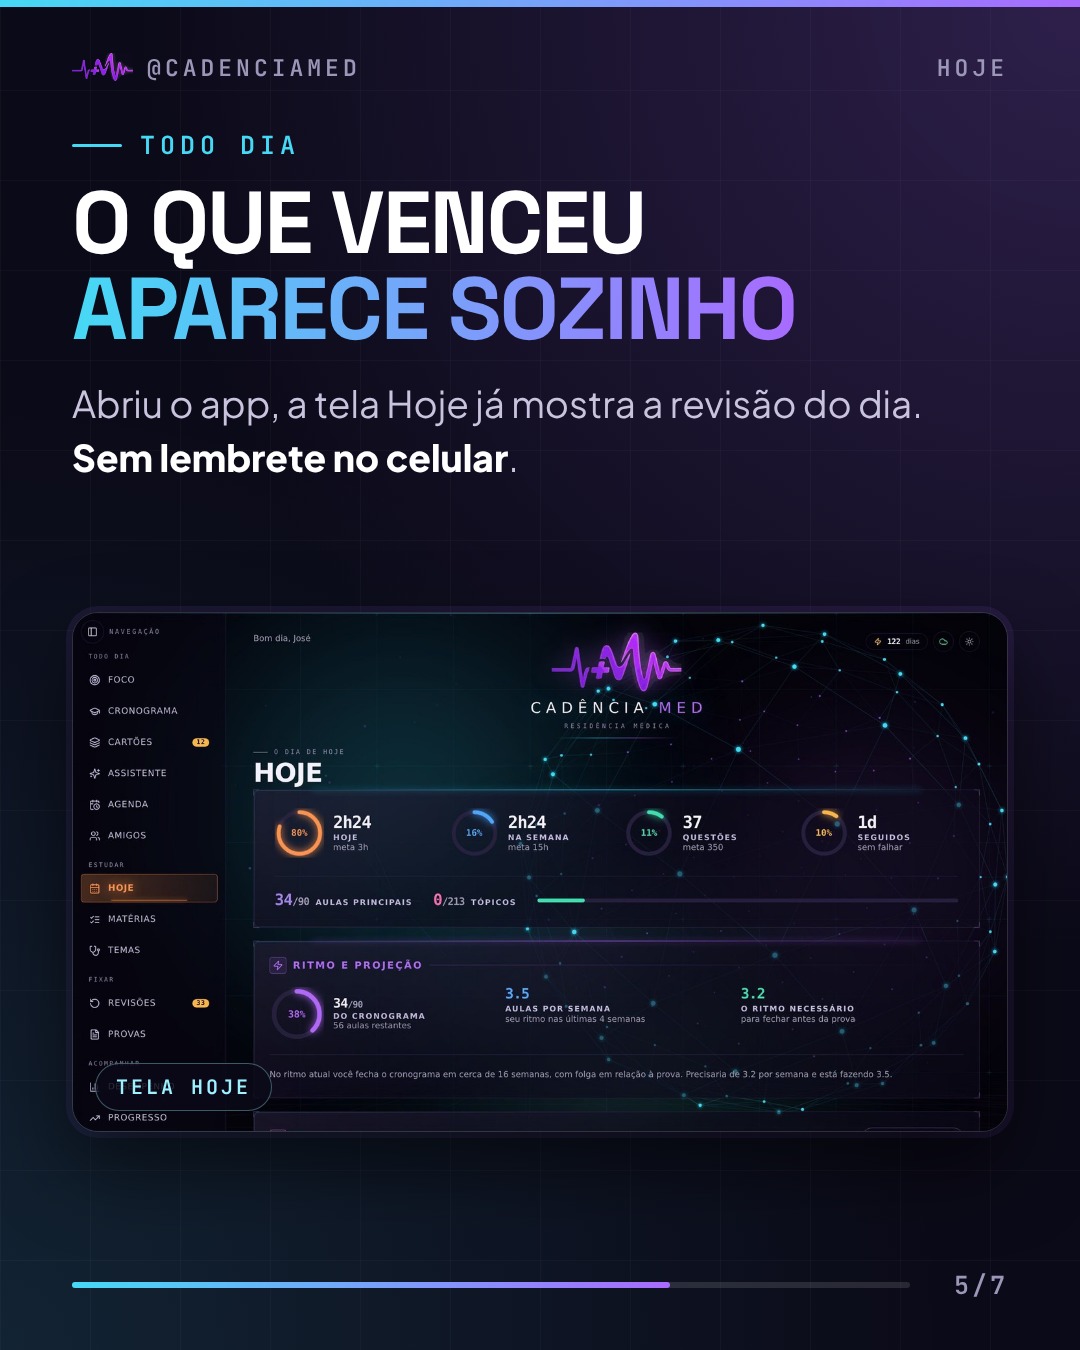 @CADENCIAMED
HOJE
TODO DIA
O QUE VENCEU
APARECE SOZINHO
Abriu o app, a tela Hoje já mostra a revisão do dia.
Sem lembrete no celular.
NAVEGAÇÃO
TODO DIA
FOCO
CRONOGRAMA
CARTÕES 12
ASSISTENTE
AGENDA
AMIGOS
ESTUDAR
HOJE
MATÉRIAS
TEMAS
FIXAR
REVISÕES 33
PROVAS
ACOMPANHAR
PROGRESSO
TELA HOJE
Bom dia, José
122 dias
CADÊNCIA MED
RESIDÊNCIA MÉDICA
O DIA DE HOJE
HOJE
80% 2h24 HOJE meta 3h
16% 2h24 NA SEMANA meta 15h
11% 37 QUESTÕES meta 350
10% 1d SEGUIDOS sem falhar
34/90 AULAS PRINCIPAIS 0/213 TÓPICOS
RITMO E PROJEÇÃO
38% 34/90 DO CRONOGRAMA 56 aulas restantes
3.5 AULAS POR SEMANA seu ritmo nas últimas 4 semanas
3.2 O RITMO NECESSÁRIO para fechar antes da prova
No ritmo atual você fecha o cronograma em cerca de 16 semanas, com folga em relação à prova. Precisaria de 3.2 por semana e está fazendo 3.5.
5/7